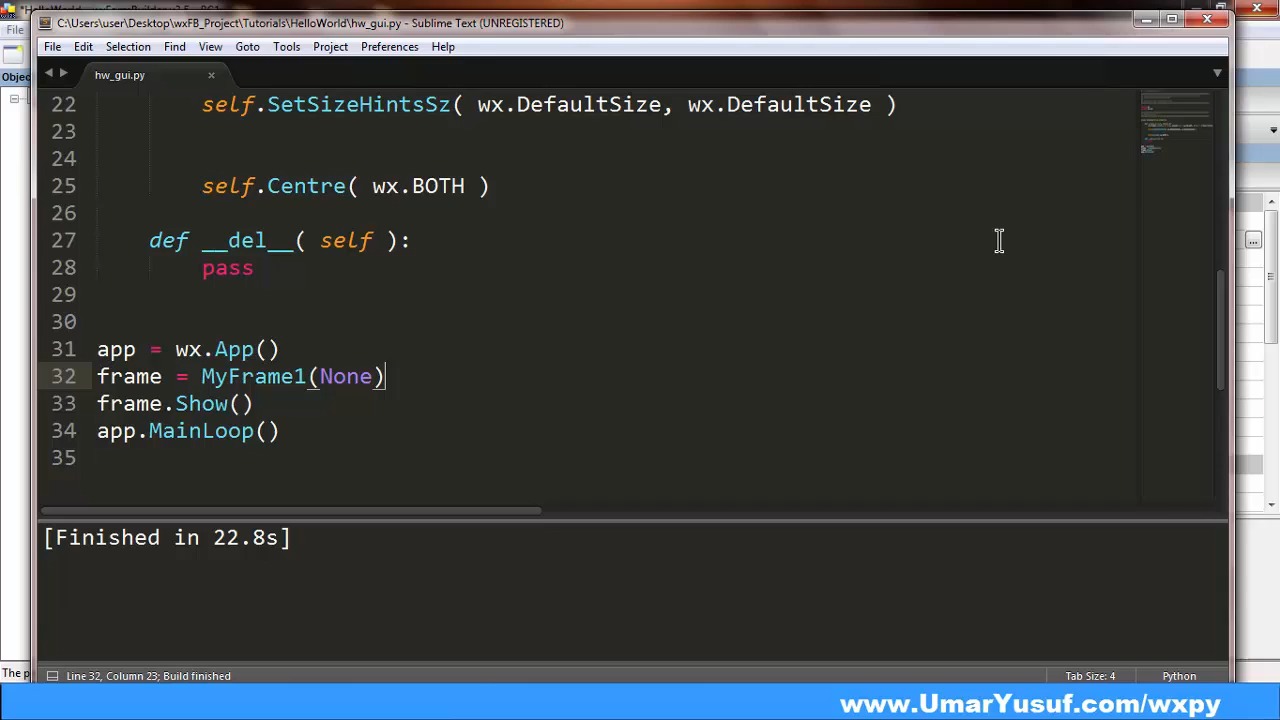 C:\Users\user\Desktop\wxFB_Project\Tutorials\HelloWorld\hw_gui.py - Sublime Text (UNREGISTERED)
File
File Edit Selection Find View Goto Tools Project Preferences Help
Objec
hw_gui.py
22 self.SetSizeHintsSz( wx.DefaultSize, wx.DefaultSize )
23
24
25 self.Centre( wx.BOTH )
26
27 def __del__( self ):
28 pass
29
30
31 app = wx.App()
32 frame = MyFrame1(None)
33 frame.Show()
34 app.MainLoop()
35
[Finished in 22.8s]
The p
Line 32, Column 23; Build finished
Tab Size: 4
Python
www.UmarYusuf.com/wxpy